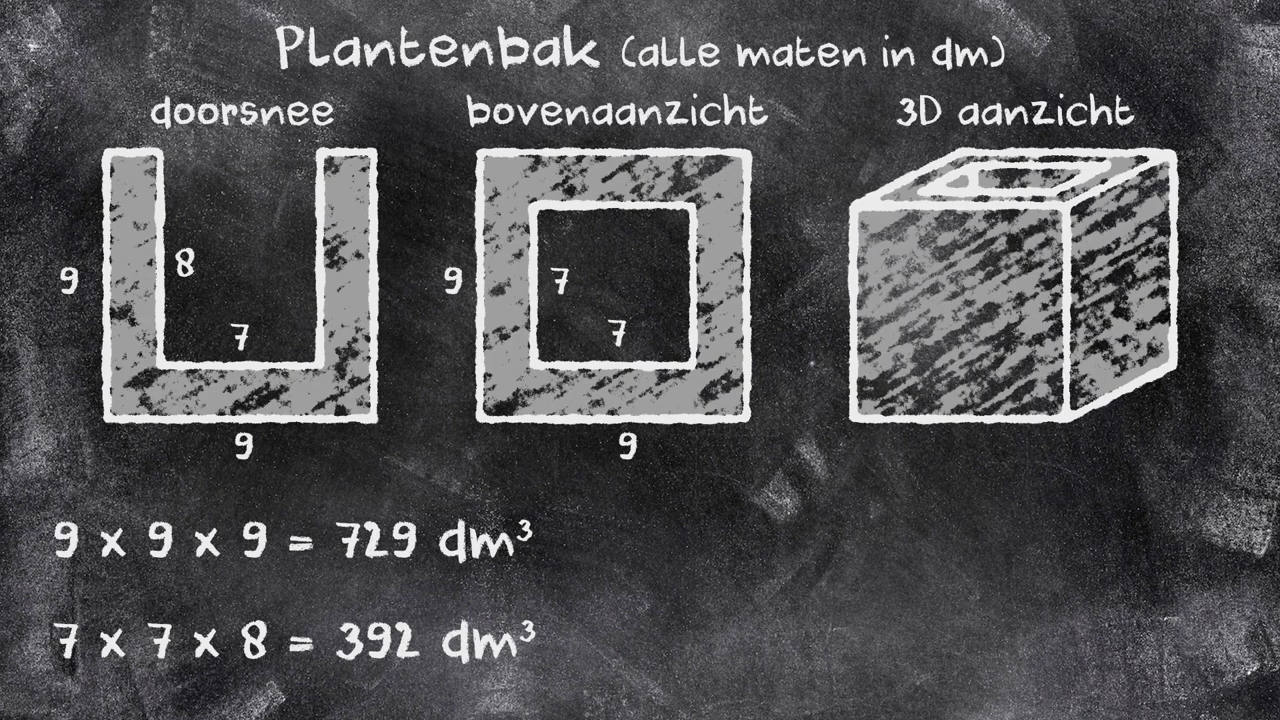 Plantenbak (alle maten in dm)
doorsnee
bovenaanzicht
3D aanzicht
9
8
7
9
9
7
7
9
9 x 9 x 9 = 729 dm³
7 x 7 x 8 = 392 dm³